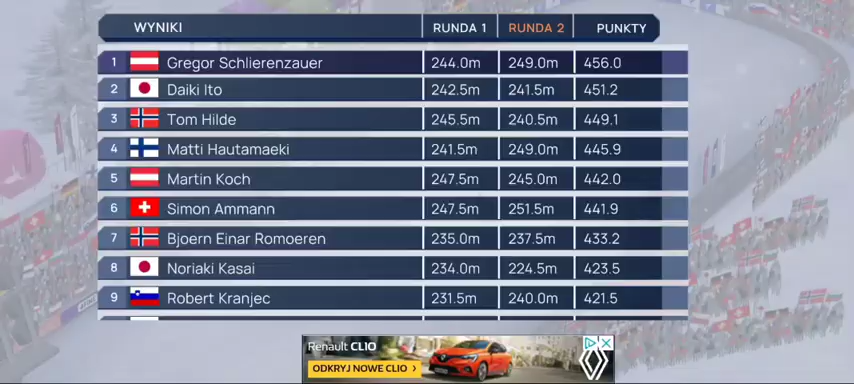 WYNIKI RUNDA 1 RUNDA 2 PUNKTY
1 Gregor Schlierenzauer 244.0m 249.0m 456.0
2 Daiki Ito 242.5m 241.5m 451.2
3 Tom Hilde 245.5m 240.5m 449.1
4 Matti Hautamaeki 241.5m 249.0m 445.9
5 Martin Koch 247.5m 245.0m 442.0
6 Simon Ammann 247.5m 251.5m 441.9
7 Bjoern Einar Romoeren 235.0m 237.5m 433.2
8 Noriaki Kasai 234.0m 224.5m 423.5
9 Robert Kranjec 231.5m 240.0m 421.5
Renault CLIO
ODKRYJ NOWE CLIO >